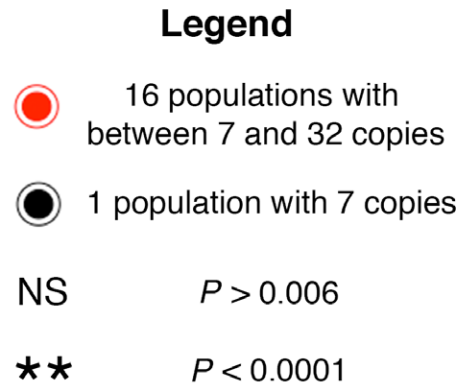 Legend
16 populations with
between 7 and 32 copies
1 population with 7 copies
NS P > 0.006
** P < 0.0001